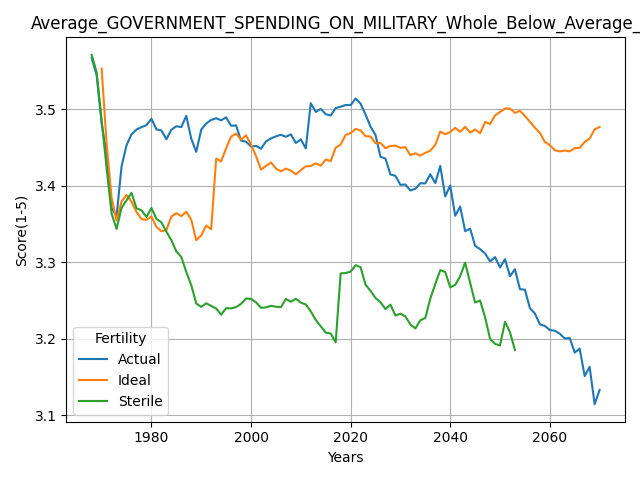 Average_GOVERNMENT_SPENDING_ON_MILITARY_Whole_Below_Average_
Score(1-5)
3.5
3.4
3.3
3.2
3.1
Fertility
Actual
Ideal
Sterile
1980
2000
2020
2040
2060
Years